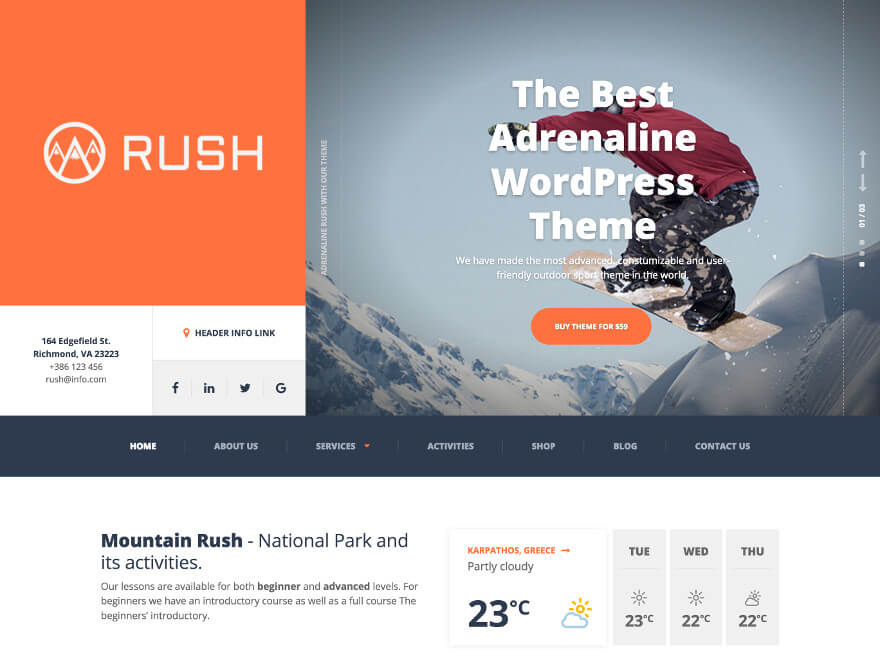 RUSH
164 Edgefield St.
Richmond, VA 23223
+386 123 456
rush@info.com
HEADER INFO LINK
ADRENALINE RUSH WITH OUR THEME
The Best
Adrenaline
WordPress
Theme
We have made the most advanced, constumizable and user-
friendly outdoor sport theme in the world.
BUY THEME FOR $59
01 / 03
HOME
ABOUT US
SERVICES
ACTIVITIES
SHOP
BLOG
CONTACT US
Mountain Rush - National Park and
its activities.
Our lessons are available for both beginner and advanced levels. For
beginners we have an introductory course as well as a full course The
beginners' introductory.
KARPATHOS, GREECE
Partly cloudy
23°C
TUE
23°C
WED
22°C
THU
22°C